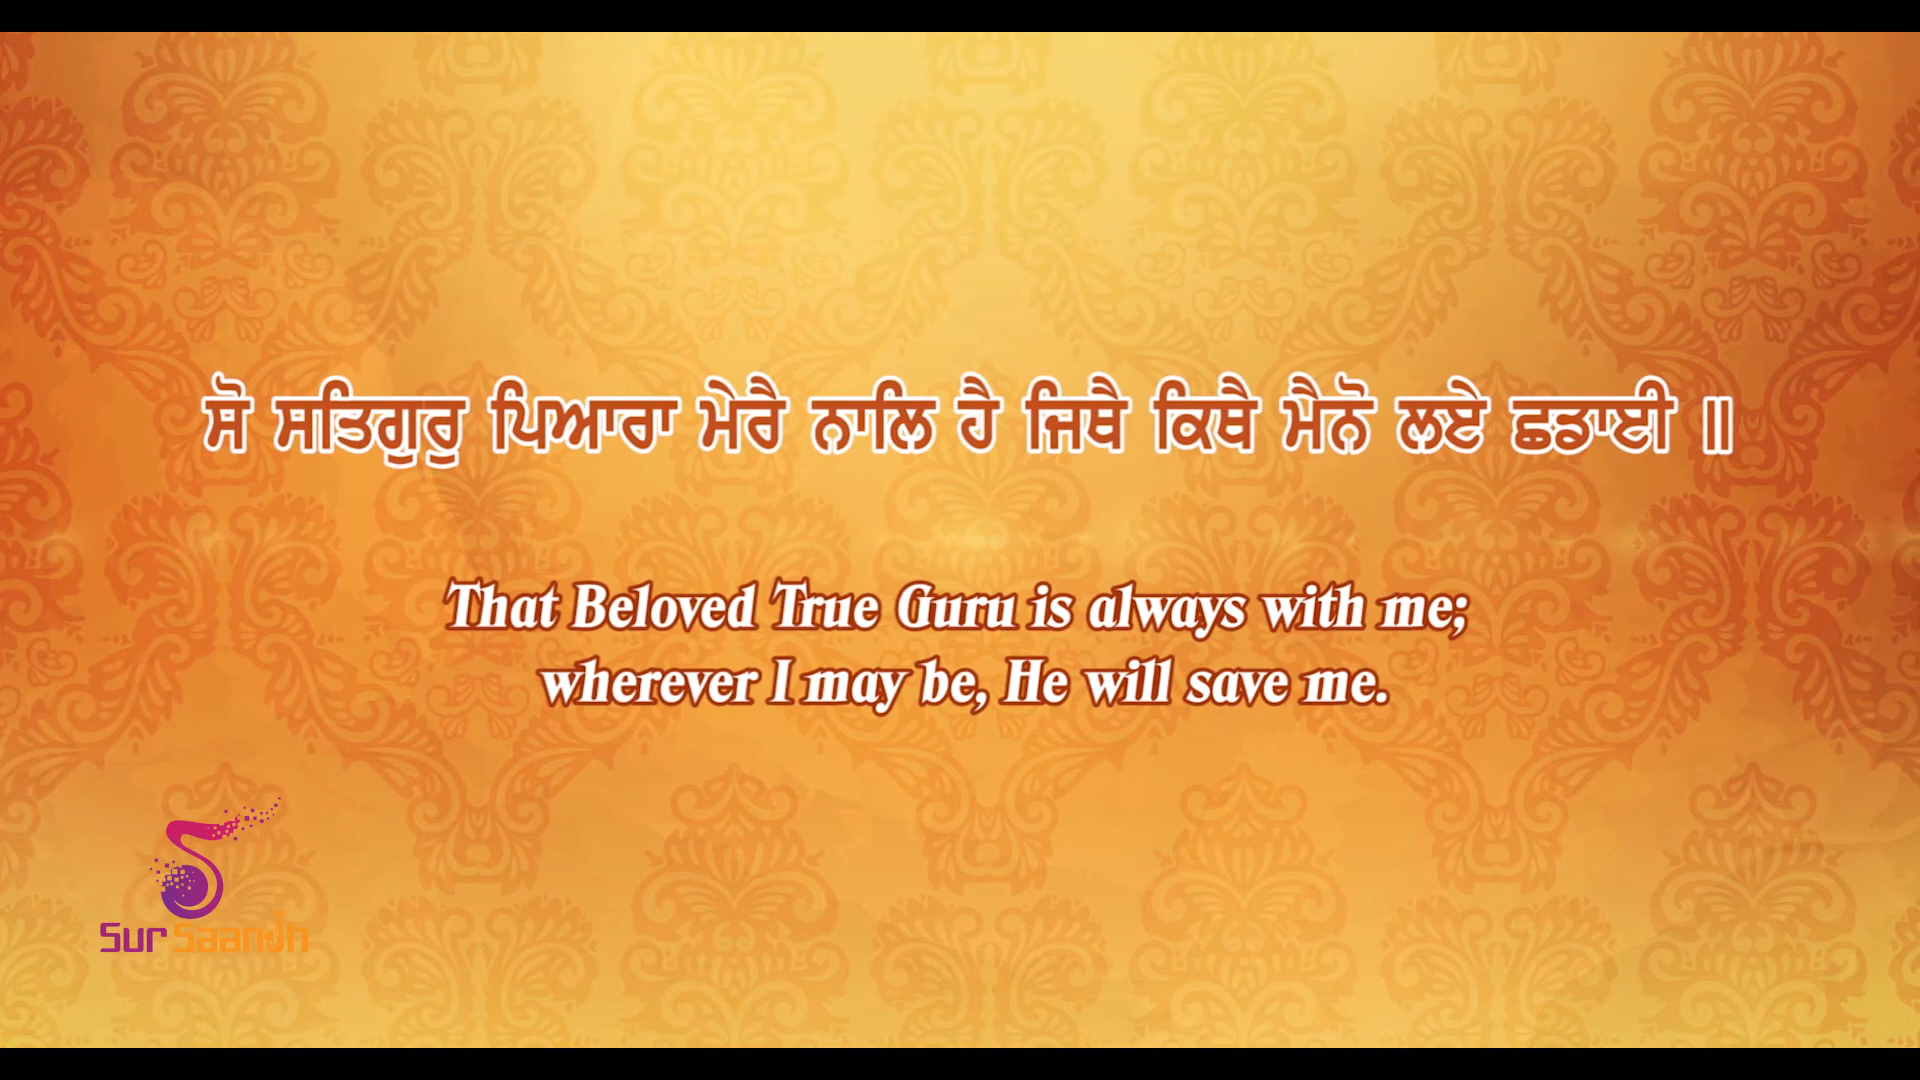 ਸੋ ਸਤਿਗੁਰੁ ਪਿਆਰਾ ਮੇਰੈ ਨਾਲਿ ਹੈ ਜਿਥੈ ਕਿਥੈ ਮੈਨੋ ਲਏ ਛਡਾਈ ॥
That Beloved True Guru is always with me;
wherever I may be, He will save me.
Sur Saandh